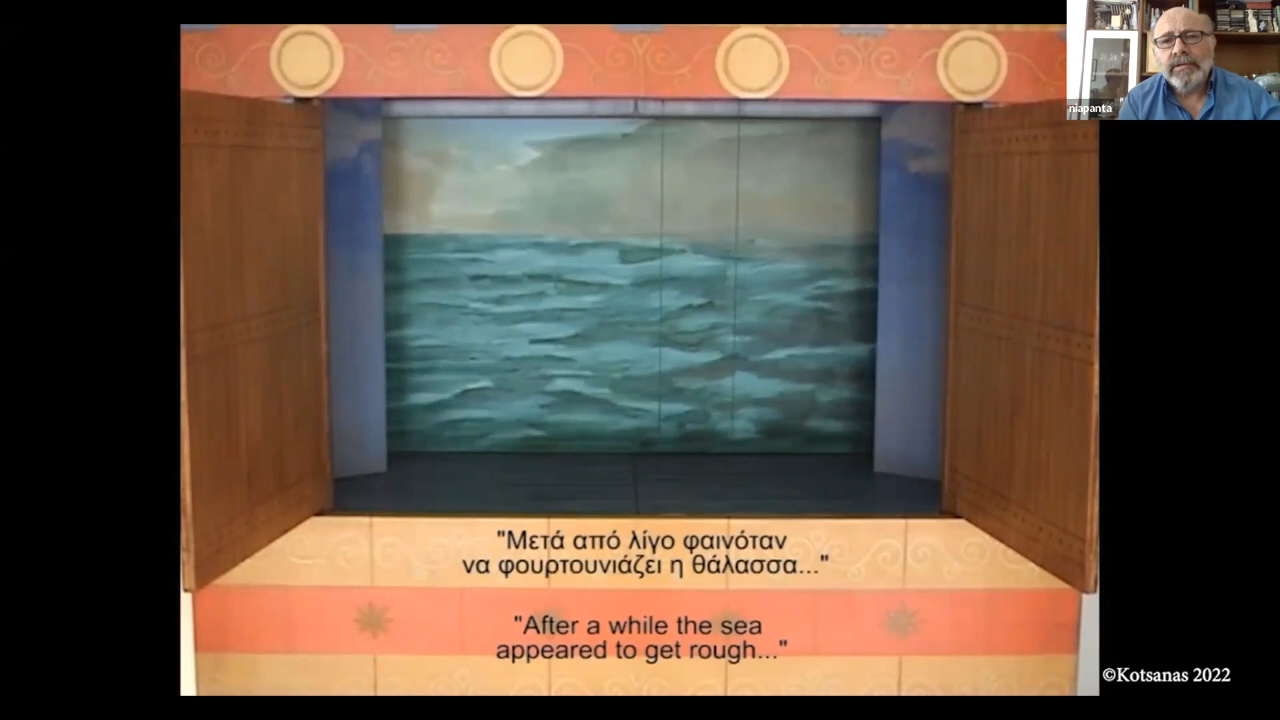 niapanta
"Μετά από λίγο φαινόταν
να φουρτουνιάζει η θάλασσα..."
"After a while the sea
appeared to get rough..."
©Kotsanas 2022